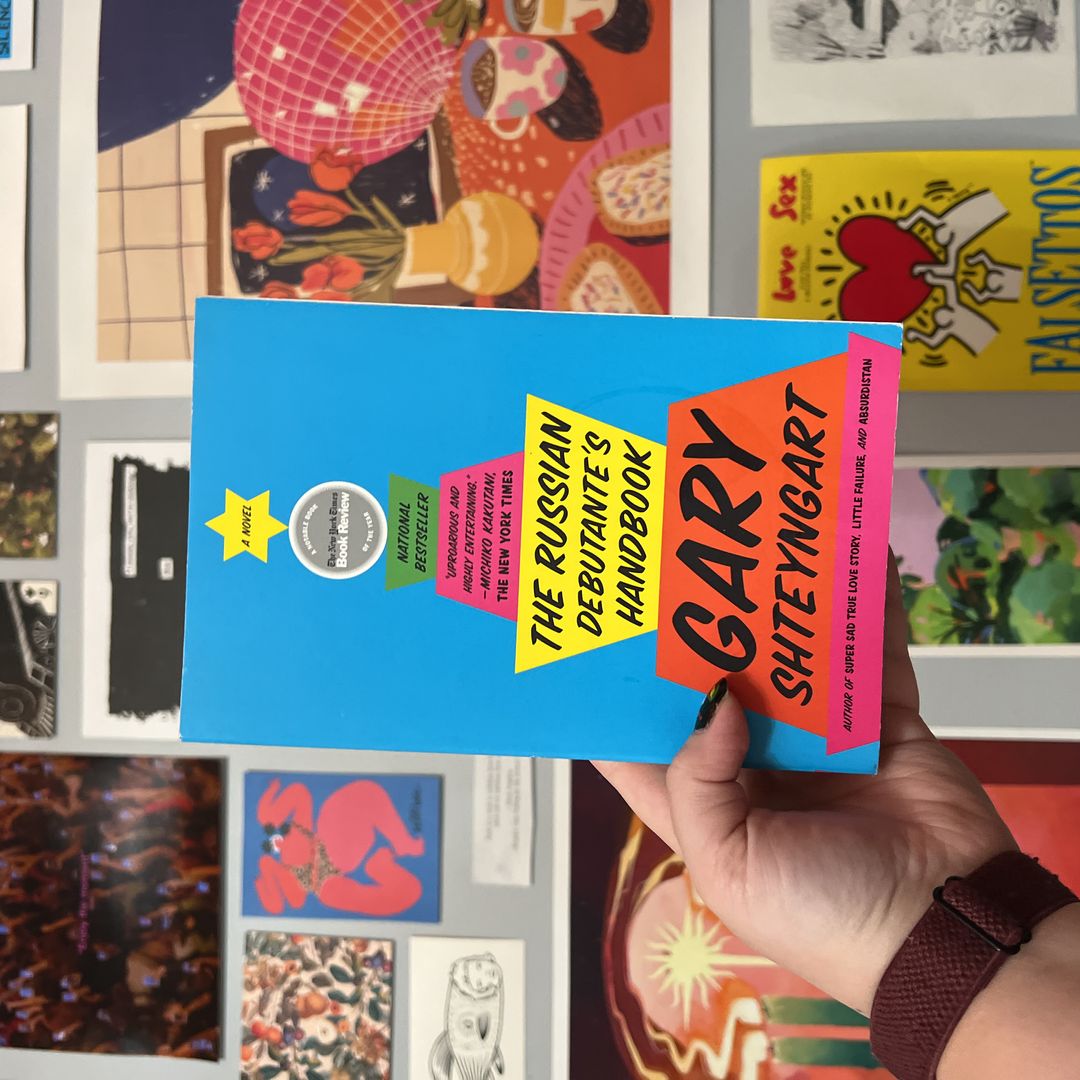 A NOVEL
A NOTABLE BOOK
The New York Times
Book Review
OF THE YEAR
NATIONAL
BESTSELLER
"UPROARIOUS AND
HIGHLY ENTERTAINING."
—MICHIKO KAKUTANI,
THE NEW YORK TIMES
THE RUSSIAN
DEBUTANTE'S
HANDBOOK
GARY
SHTEYNGART
AUTHOR OF SUPER SAD TRUE LOVE STORY, LITTLE FAILURE, AND ABSURDISTAN
Love
Sex
FALSETTOS